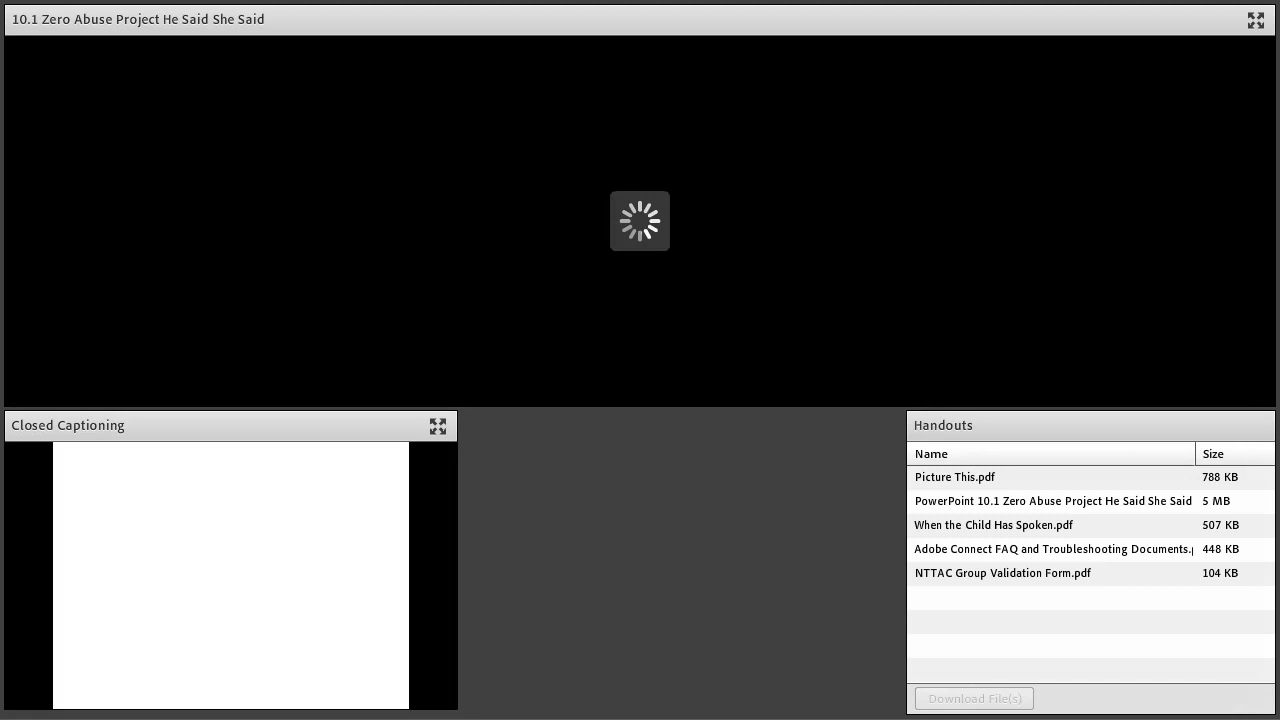 10.1 Zero Abuse Project He Said She Said
Closed Captioning
Handouts
Name Size
Picture This.pdf 788 KB
PowerPoint 10.1 Zero Abuse Project He Said She Said 5 MB
When the Child Has Spoken.pdf 507 KB
Adobe Connect FAQ and Troubleshooting Documents.p 448 KB
NTTAC Group Validation Form.pdf 104 KB
Download File(s)